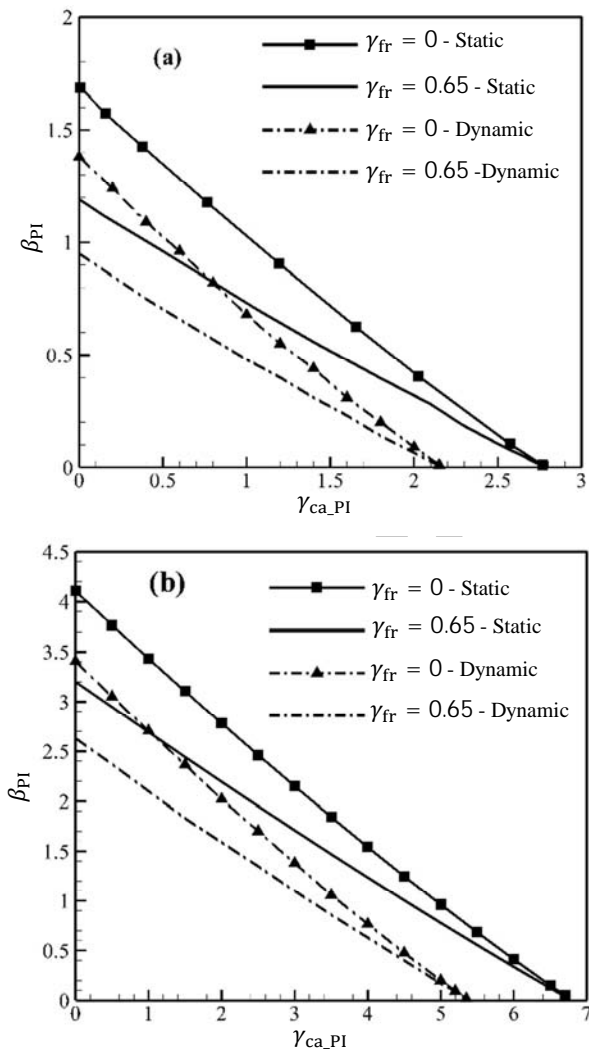 2
(a)
γfr = 0 - Static
γfr = 0.65 - Static
γfr = 0 - Dynamic
γfr = 0.65 -Dynamic
1.5
1
0.5
0
βPI
0 0.5 1 1.5 2 2.5 3
γca_PI
4.5
(b)
γfr = 0 - Static
γfr = 0.65 - Static
γfr = 0 - Dynamic
γfr = 0.65 - Dynamic
4
3.5
3
2.5
2
1.5
1
0.5
0
βPI
0 1 2 3 4 5 6 7
γca_PI